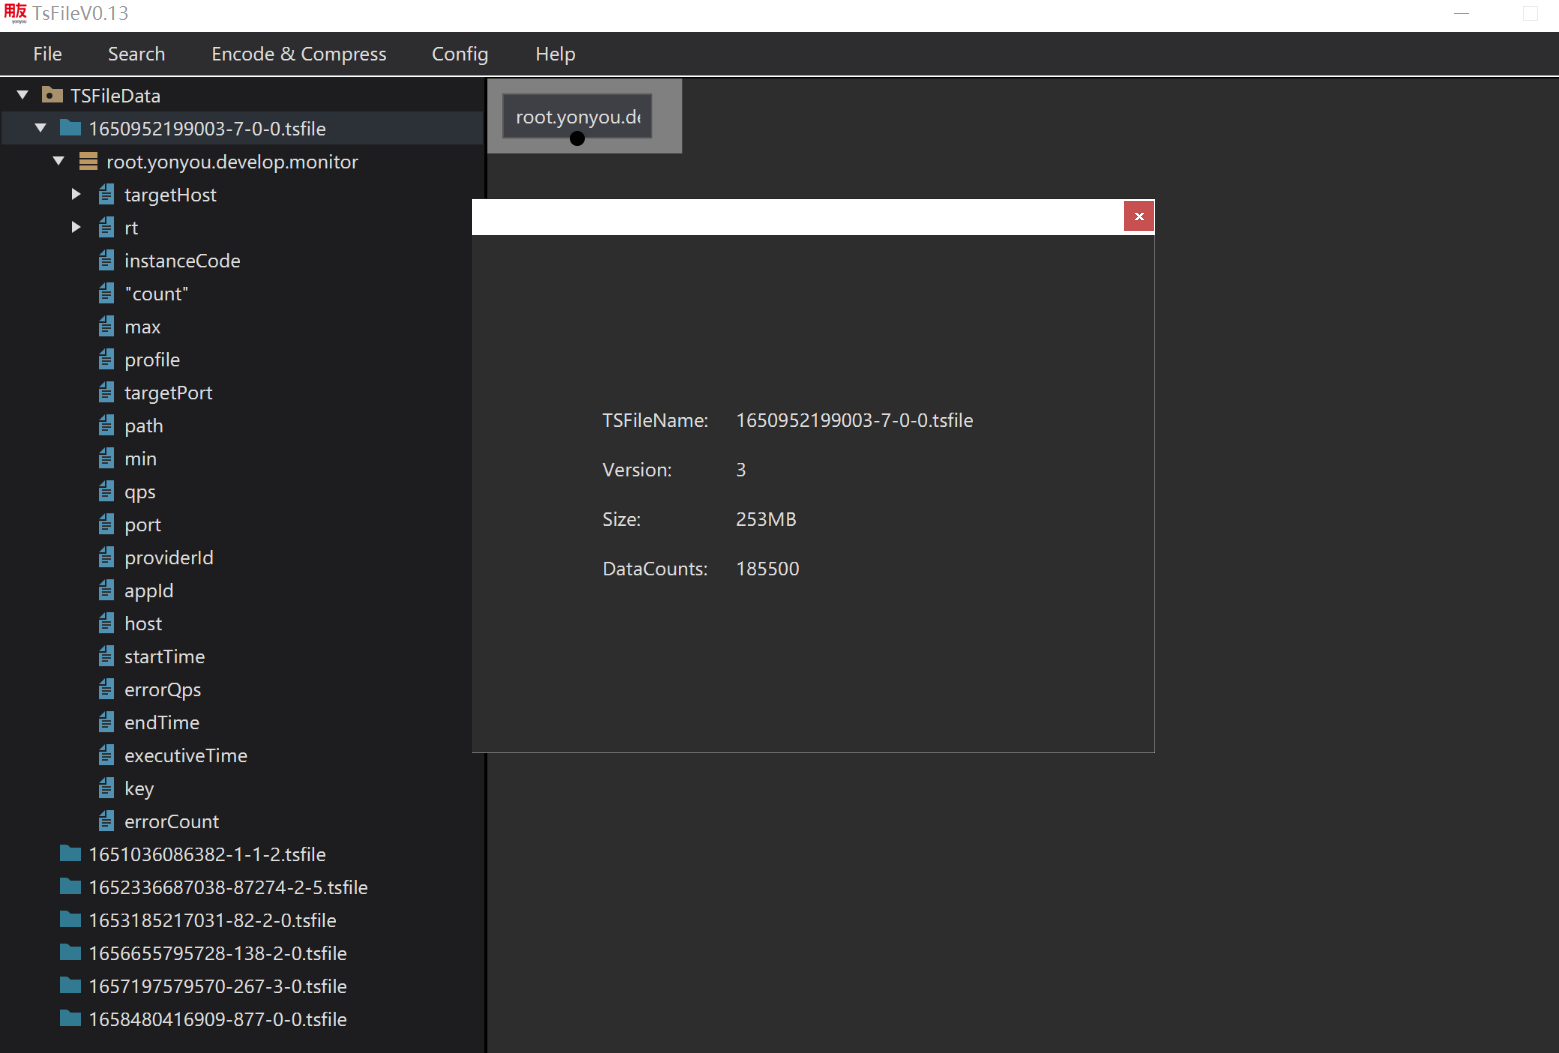 用友 TsFileV0.13
File Search Encode & Compress Config Help
TSFileData
1650952199003-7-0-0.tsfile
root.yonyou.develop.monitor
targetHost
rt
instanceCode
"count"
max
profile
targetPort
path
min
qps
port
providerId
appId
host
startTime
errorQps
endTime
executiveTime
key
errorCount
1651036086382-1-1-2.tsfile
1652336687038-87274-2-5.tsfile
1653185217031-82-2-0.tsfile
1656655795728-138-2-0.tsfile
1657197579570-267-3-0.tsfile
1658480416909-877-0-0.tsfile
root.yonyou.de
TSFileName: 1650952199003-7-0-0.tsfile
Version: 3
Size: 253MB
DataCounts: 185500